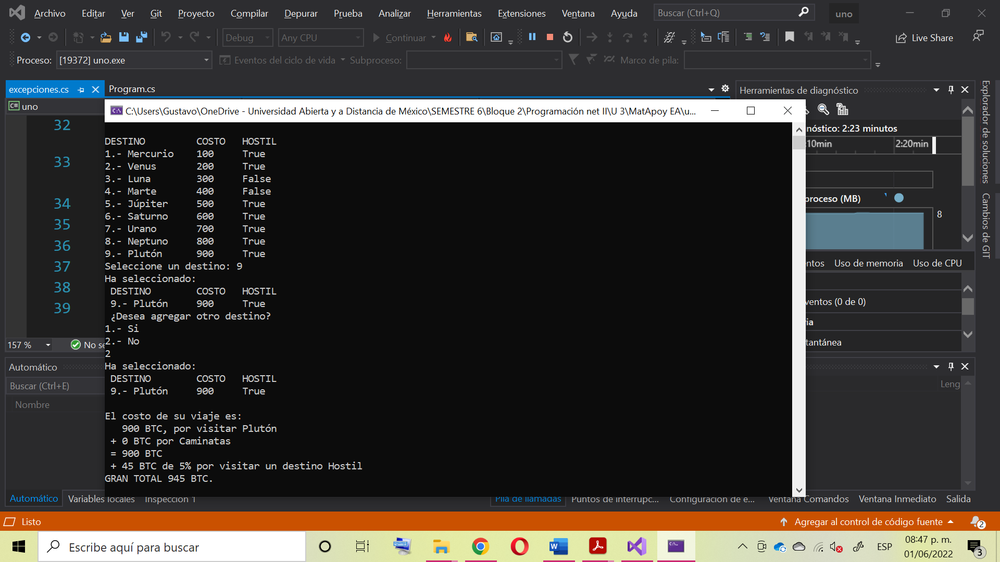 Archivo Editar Ver Git Proyecto Compilar Depurar Prueba Analizar Herramientas Extensiones Ventana Ayuda Buscar (Ctrl+Q) uno
Debug Any CPU Continuar Live Share
Proceso: [19372] uno.exe Eventos del ciclo de vida Subproceso: Marco de pila:
excepciones.cs Program.cs
Herramientas de diagnóstico
C# uno
C:\Users\Gustavo\OneDrive - Universidad Abierta y a Distancia de México\SEMESTRE 6\Bloque 2\Programación net II\U 3\MatApoy EA\u...
32
33
34
35
36
37
38
39
DESTINO COSTO HOSTIL
1.- Mercurio 100 True
2.- Venus 200 True
3.- Luna 300 False
4.- Marte 400 False
5.- Júpiter 500 True
6.- Saturno 600 True
7.- Urano 700 True
8.- Neptuno 800 True
9.- Plutón 900 True
Seleccione un destino: 9
Ha seleccionado:
DESTINO COSTO HOSTIL
9.- Plutón 900 True
¿Desea agregar otro destino?
1.- Si
2.- No
2
Ha seleccionado:
DESTINO COSTO HOSTIL
9.- Plutón 900 True
El costo de su viaje es:
900 BTC, por visitar Plutón
+ 0 BTC por Caminatas
= 900 BTC
+ 45 BTC de 5% por visitar un destino Hostil
GRAN TOTAL 945 BTC.
nóstico: 2:23 minutos
:10min 2:20min
proceso (MB)
8
ntos Uso de memoria Uso de CPU
ventos (0 de 0)
ria
tantánea
Explorador de soluciones
Cambios de GIT
157 % No se
Automático
Buscar (Ctrl+E)
Nombre
Leng
Automático Variables locales Inspección 1
Pila de llamadas Puntos de interrupc... Configuración de e... Ventana Comandos Ventana Inmediato Salida
Listo
Agregar al control de código fuente 2
Escribe aquí para buscar
ESP
08:47 p. m.
01/06/2022
3